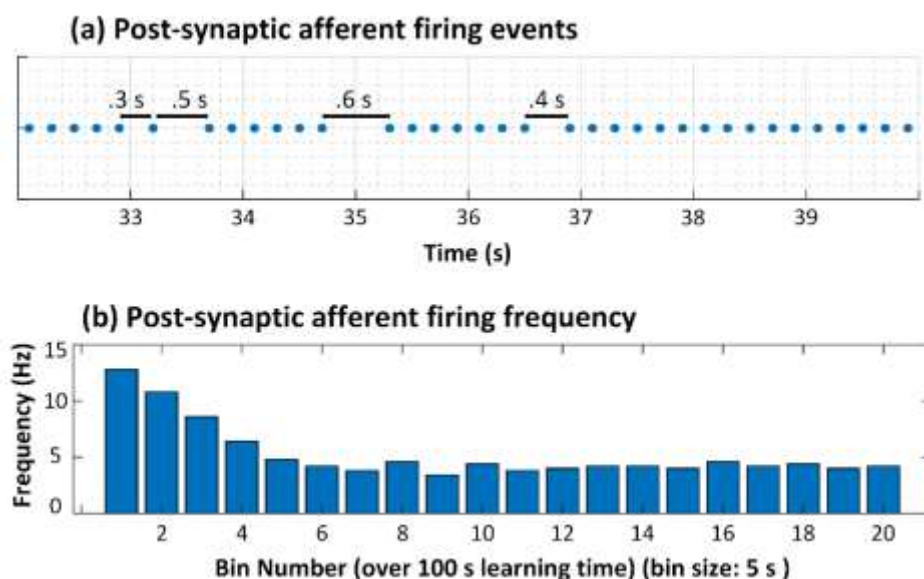 (a) Post-synaptic afferent firing events
.3 s .5 s .6 s .4 s
33 34 35 36 37 38 39
Time (s)
(b) Post-synaptic afferent firing frequency
15
10
5
0
Frequency (Hz)
2 4 6 8 10 12 14 16 18 20
Bin Number (over 100 s learning time) (bin size: 5 s )